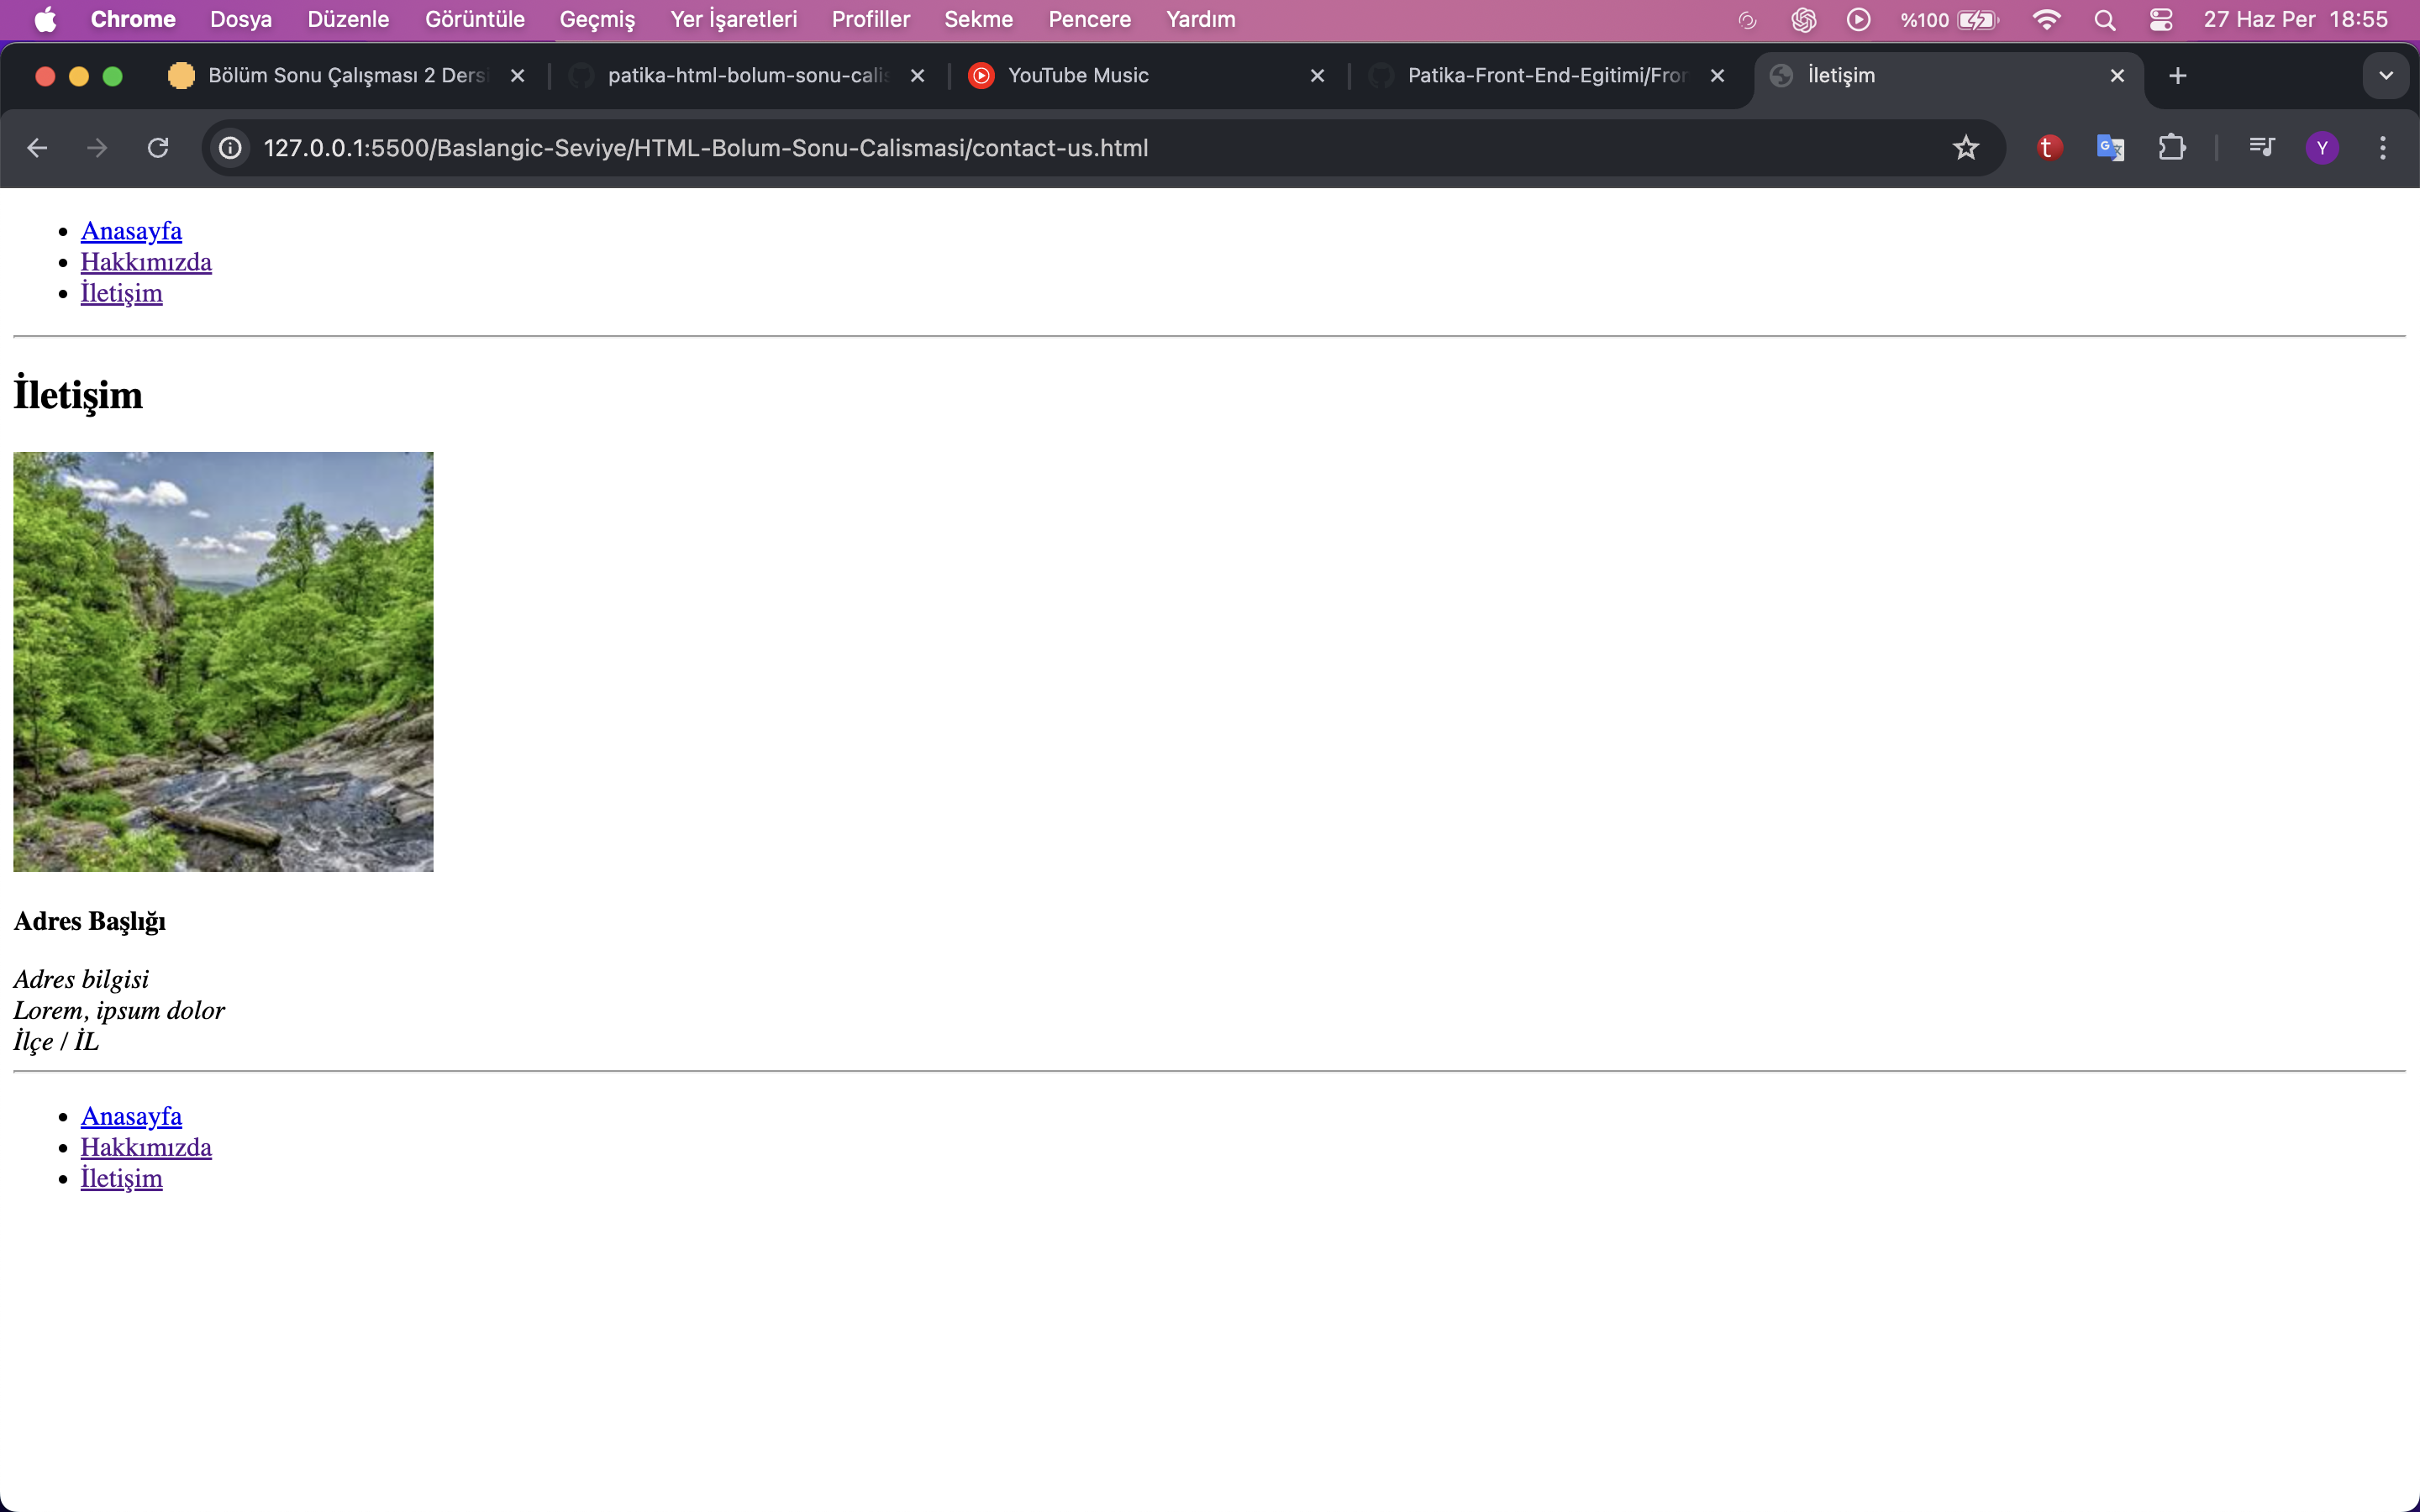 Chrome Dosya Düzenle Görüntüle Geçmiş Yer İşaretleri Profiller Sekme Pencere Yardım %100 27 Haz Per 18:55
Bölüm Sonu Çalışması 2 Dersi patika-html-bolum-sonu-calis YouTube Music Patika-Front-End-Egitimi/Fron İletişim
127.0.0.1:5500/Baslangic-Seviye/HTML-Bolum-Sonu-Calismasi/contact-us.html t G Y
Anasayfa
Hakkımızda
İletişim
İletişim
Adres Başlığı
Adres bilgisi
Lorem, ipsum dolor
İlçe / İL
Anasayfa
Hakkımızda
İletişim